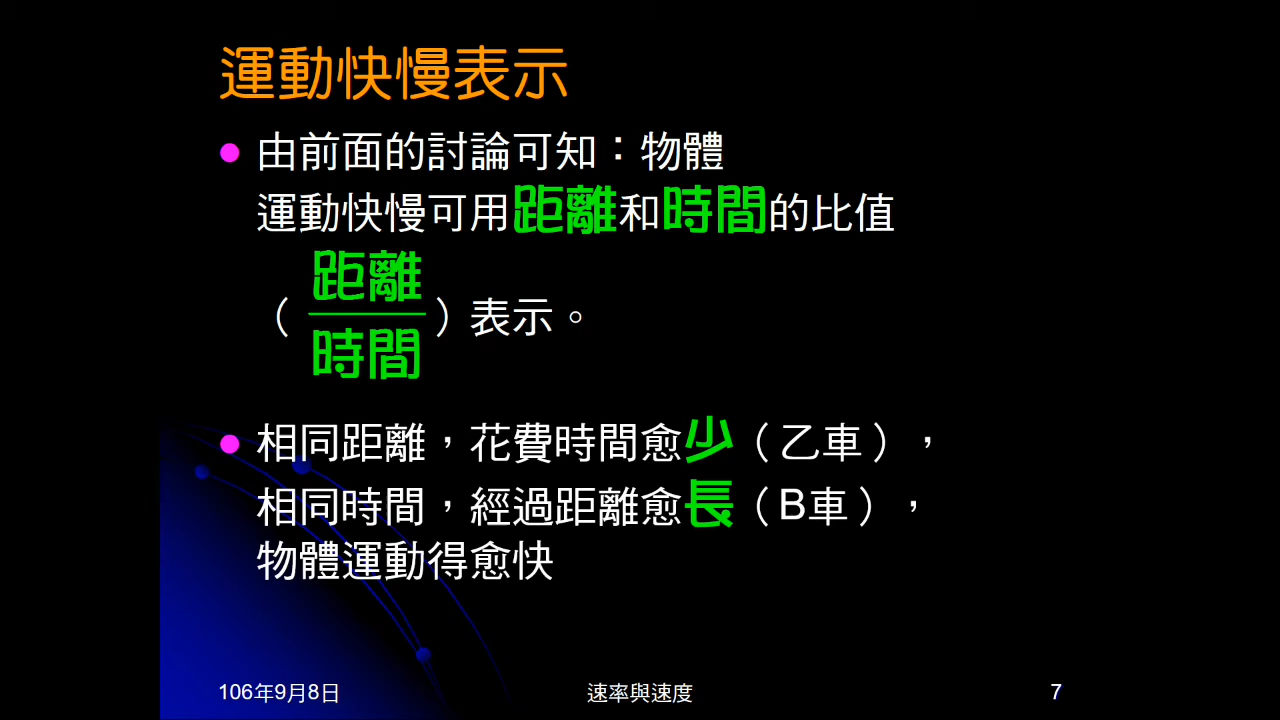 運動快慢表示
由前面的討論可知：物體
運動快慢可用距離和時間的比值
距離
（ ）表示。
時間
相同距離，花費時間愈少（乙車），
相同時間，經過距離愈長（B車），
物體運動得愈快
106年9月8日
速率與速度
7